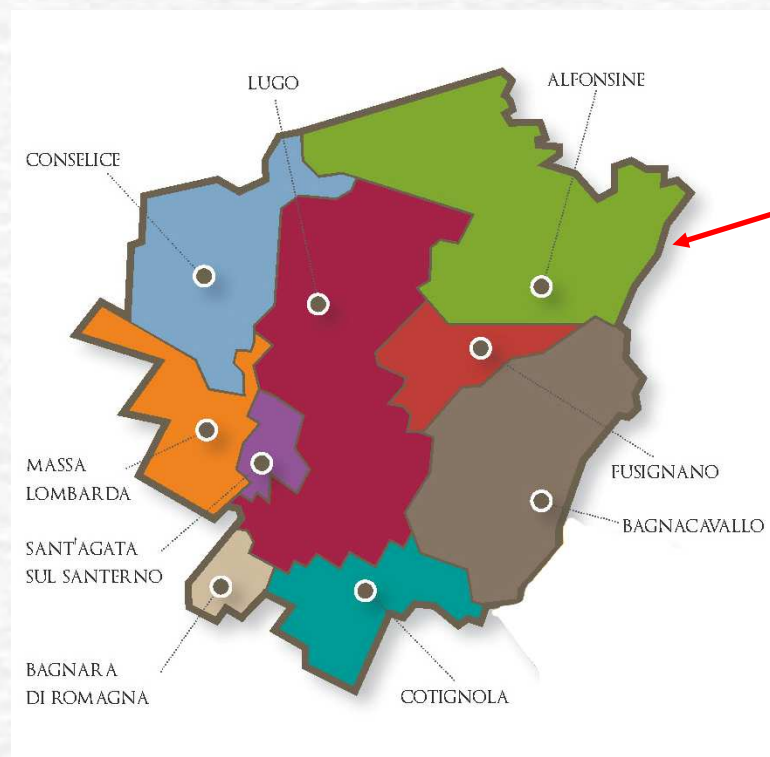 LUGO
ALFONSINE
CONSELICE
MASSA
LOMBARDA
FUSIGNANO
BAGNACAVALLO
SANT'AGATA
SUL SANTERNO
BAGNARA
DI ROMAGNA
COTIGNOLA